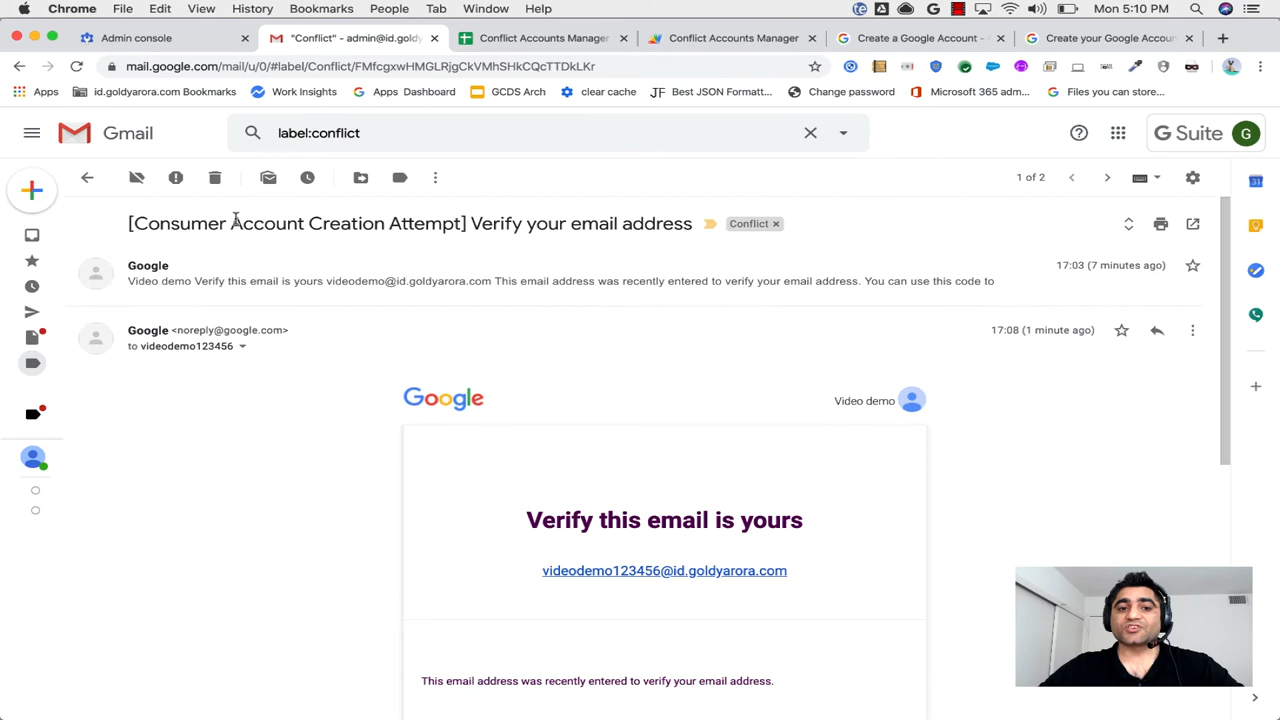 Chrome File Edit View History Bookmarks People Tab Window Help Mon 5:10 PM
Admin console × "Conflict" - admin@id.goldy × Conflict Accounts Manager × Conflict Accounts Manager × Create a Google Account - × Create your Google Accoun ×
mail.google.com/mail/u/0/#label/Conflict/FMfcgxwHMGLRjgCkVMhSHkCQcTTDkLKr
Apps id.goldyarora.com Bookmarks Work Insights Apps Dashboard GCDS Arch clear cache JF Best JSON Formatt... Change password Microsoft 365 adm... Files you can store...
Gmail label:conflict G Suite G
1 of 2
[Consumer Account Creation Attempt] Verify your email address Conflict ×
Google 17:03 (7 minutes ago)
Video demo Verify this email is yours videodemo@id.goldyarora.com This email address was recently entered to verify your email address. You can use this code to
Google <noreply@google.com> 17:08 (1 minute ago)
to videodemo123456
Google Video demo
Verify this email is yours
videodemo123456@id.goldyarora.com
This email address was recently entered to verify your email address.